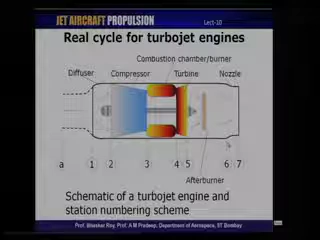 JET AIRCRAFT PROPULSION
Lect-10
Real cycle for turbojet engines
Combustion chamber/burner
Diffuser Compressor Turbine Nozzle
a 1 2 3 4 5 6 7
Afterburner
Schematic of a turbojet engine and
station numbering scheme
Prof. Bhaskar Roy, Prof. A M Pradeep, Department of Aerospace, IIT Bombay